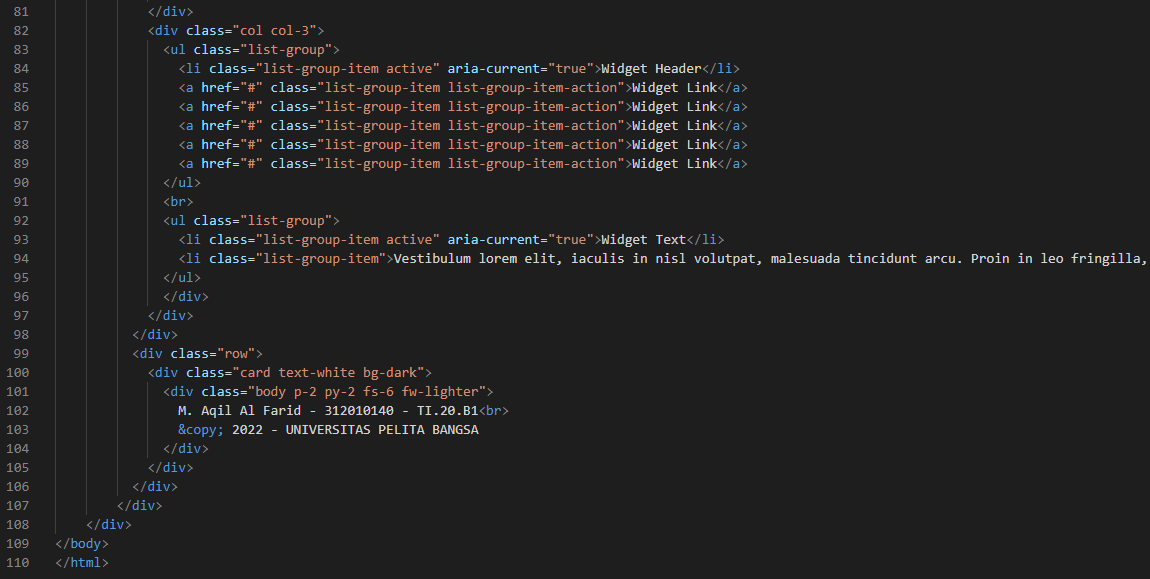 81 </div>
82 <div class="col col-3">
83 <ul class="list-group">
84 <li class="list-group-item active" aria-current="true">Widget Header</li>
85 <a href="#" class="list-group-item list-group-item-action">Widget Link</a>
86 <a href="#" class="list-group-item list-group-item-action">Widget Link</a>
87 <a href="#" class="list-group-item list-group-item-action">Widget Link</a>
88 <a href="#" class="list-group-item list-group-item-action">Widget Link</a>
89 <a href="#" class="list-group-item list-group-item-action">Widget Link</a>
90 </ul>
91 <br>
92 <ul class="list-group">
93 <li class="list-group-item active" aria-current="true">Widget Text</li>
94 <li class="list-group-item">Vestibulum lorem elit, iaculis in nisl volutpat, malesuada tincidunt arcu. Proin in leo fringilla,
95 </ul>
96 </div>
97 </div>
98 </div>
99 <div class="row">
100 <div class="card text-white bg-dark">
101 <div class="body p-2 py-2 fs-6 fw-lighter">
102 M. Aqil Al Farid - 312010140 - TI.20.B1<br>
103 &copy; 2022 - UNIVERSITAS PELITA BANGSA
104 </div>
105 </div>
106 </div>
107 </div>
108 </div>
109 </body>
110 </html>